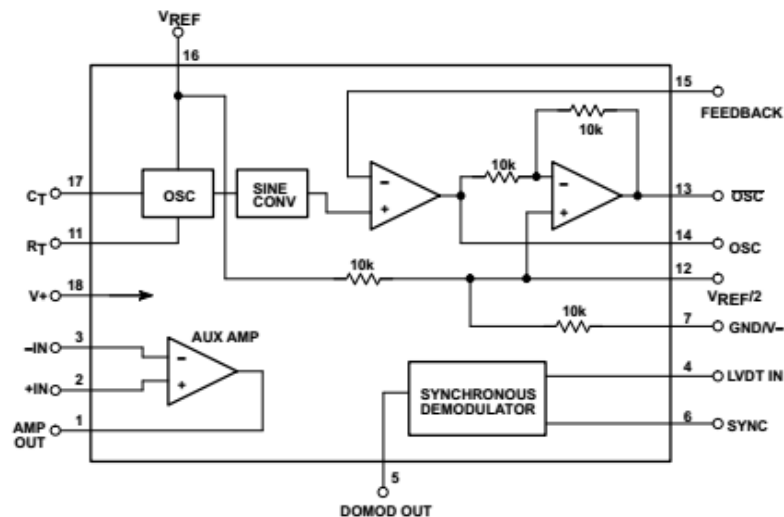 VREF
16
15
FEEDBACK
10k
10k
17
CT
OSC
SINE
CONV
−
+
−
+
13
OSC
11
RT
14
OSC
10k
12
VREF/2
18
V+
10k
7
GND/V–
3
–IN
AUX AMP
−
+
2
+IN
1
AMP
OUT
SYNCHRONOUS
DEMODULATOR
4
LVDT IN
6
SYNC
5
DOMOD OUT